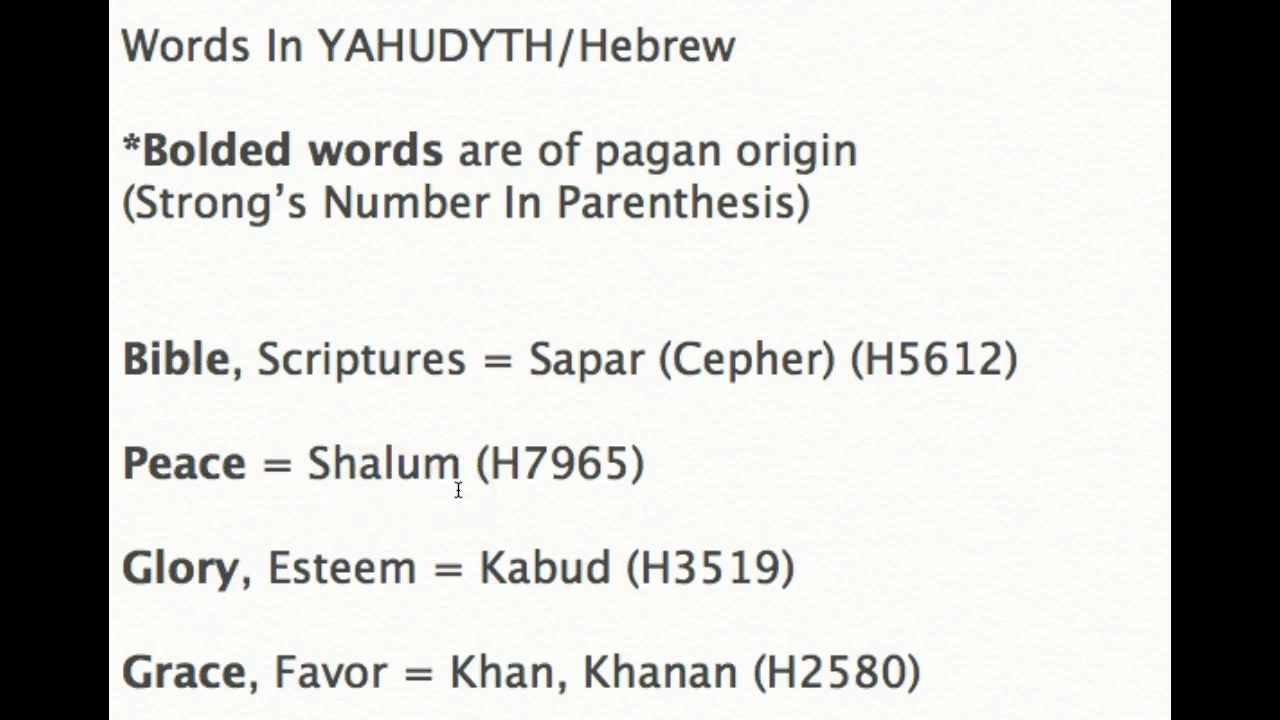 Words In YAHUDYTH/Hebrew
*Bolded words are of pagan origin
(Strong’s Number In Parenthesis)
Bible, Scriptures = Sapar (Cepher) (H5612)
Peace = Shalum (H7965)
Glory, Esteem = Kabud (H3519)
Grace, Favor = Khan, Khanan (H2580)